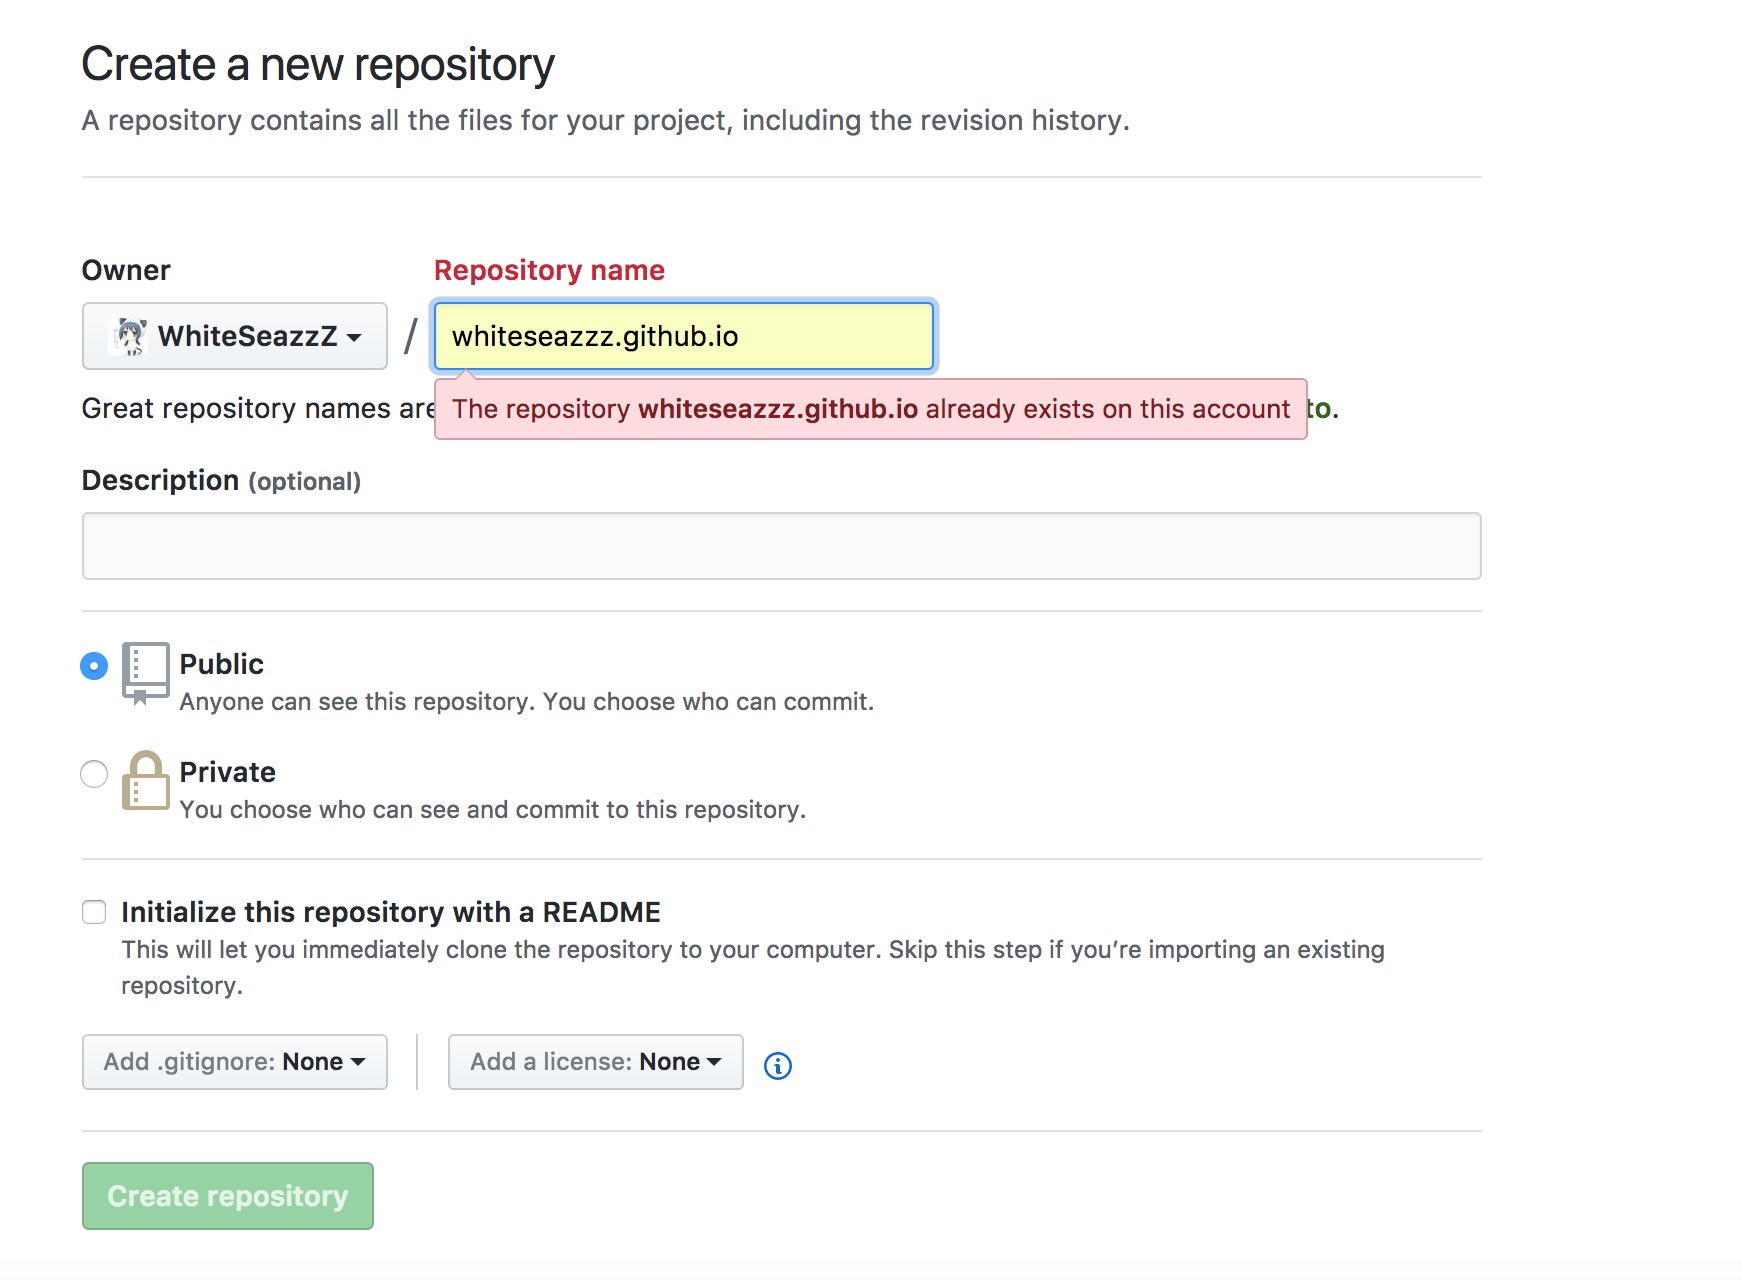 Create a new repository
A repository contains all the files for your project, including the revision history.
Owner
Repository name
WhiteSeazzZ
/
whiteseazzz.github.io
Great repository names are
The repository whiteseazzz.github.io already exists on this account
to.
Description (optional)
Public
Anyone can see this repository. You choose who can commit.
Private
You choose who can see and commit to this repository.
Initialize this repository with a README
This will let you immediately clone the repository to your computer. Skip this step if you’re importing an existing
repository.
Add .gitignore: None
Add a license: None
Create repository